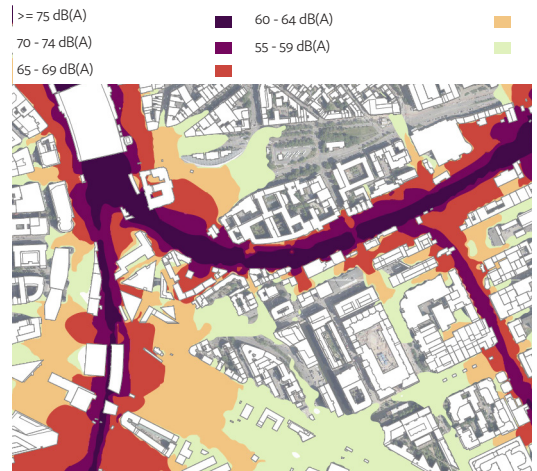 >= 75 dB(A)
70 - 74 dB(A)
65 - 69 dB(A)
60 - 64 dB(A)
55 - 59 dB(A)